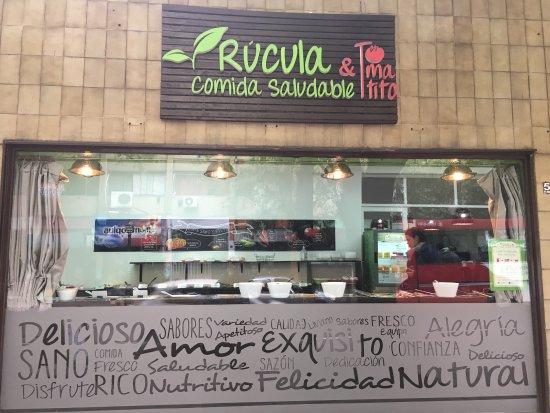 RÚCULA & Tomatito
Comida Saludable
Delicioso SABORES Variedad CALIDAD Sabores FRESCO Alegría
Apetitoso Equipo
SANO COMIDA Amor EXQUISITO CONFIANZA Delicioso
Fresco Saludable SAZÓN Dedicación
Disfrute RICO Nutritivo Felicidad Natural